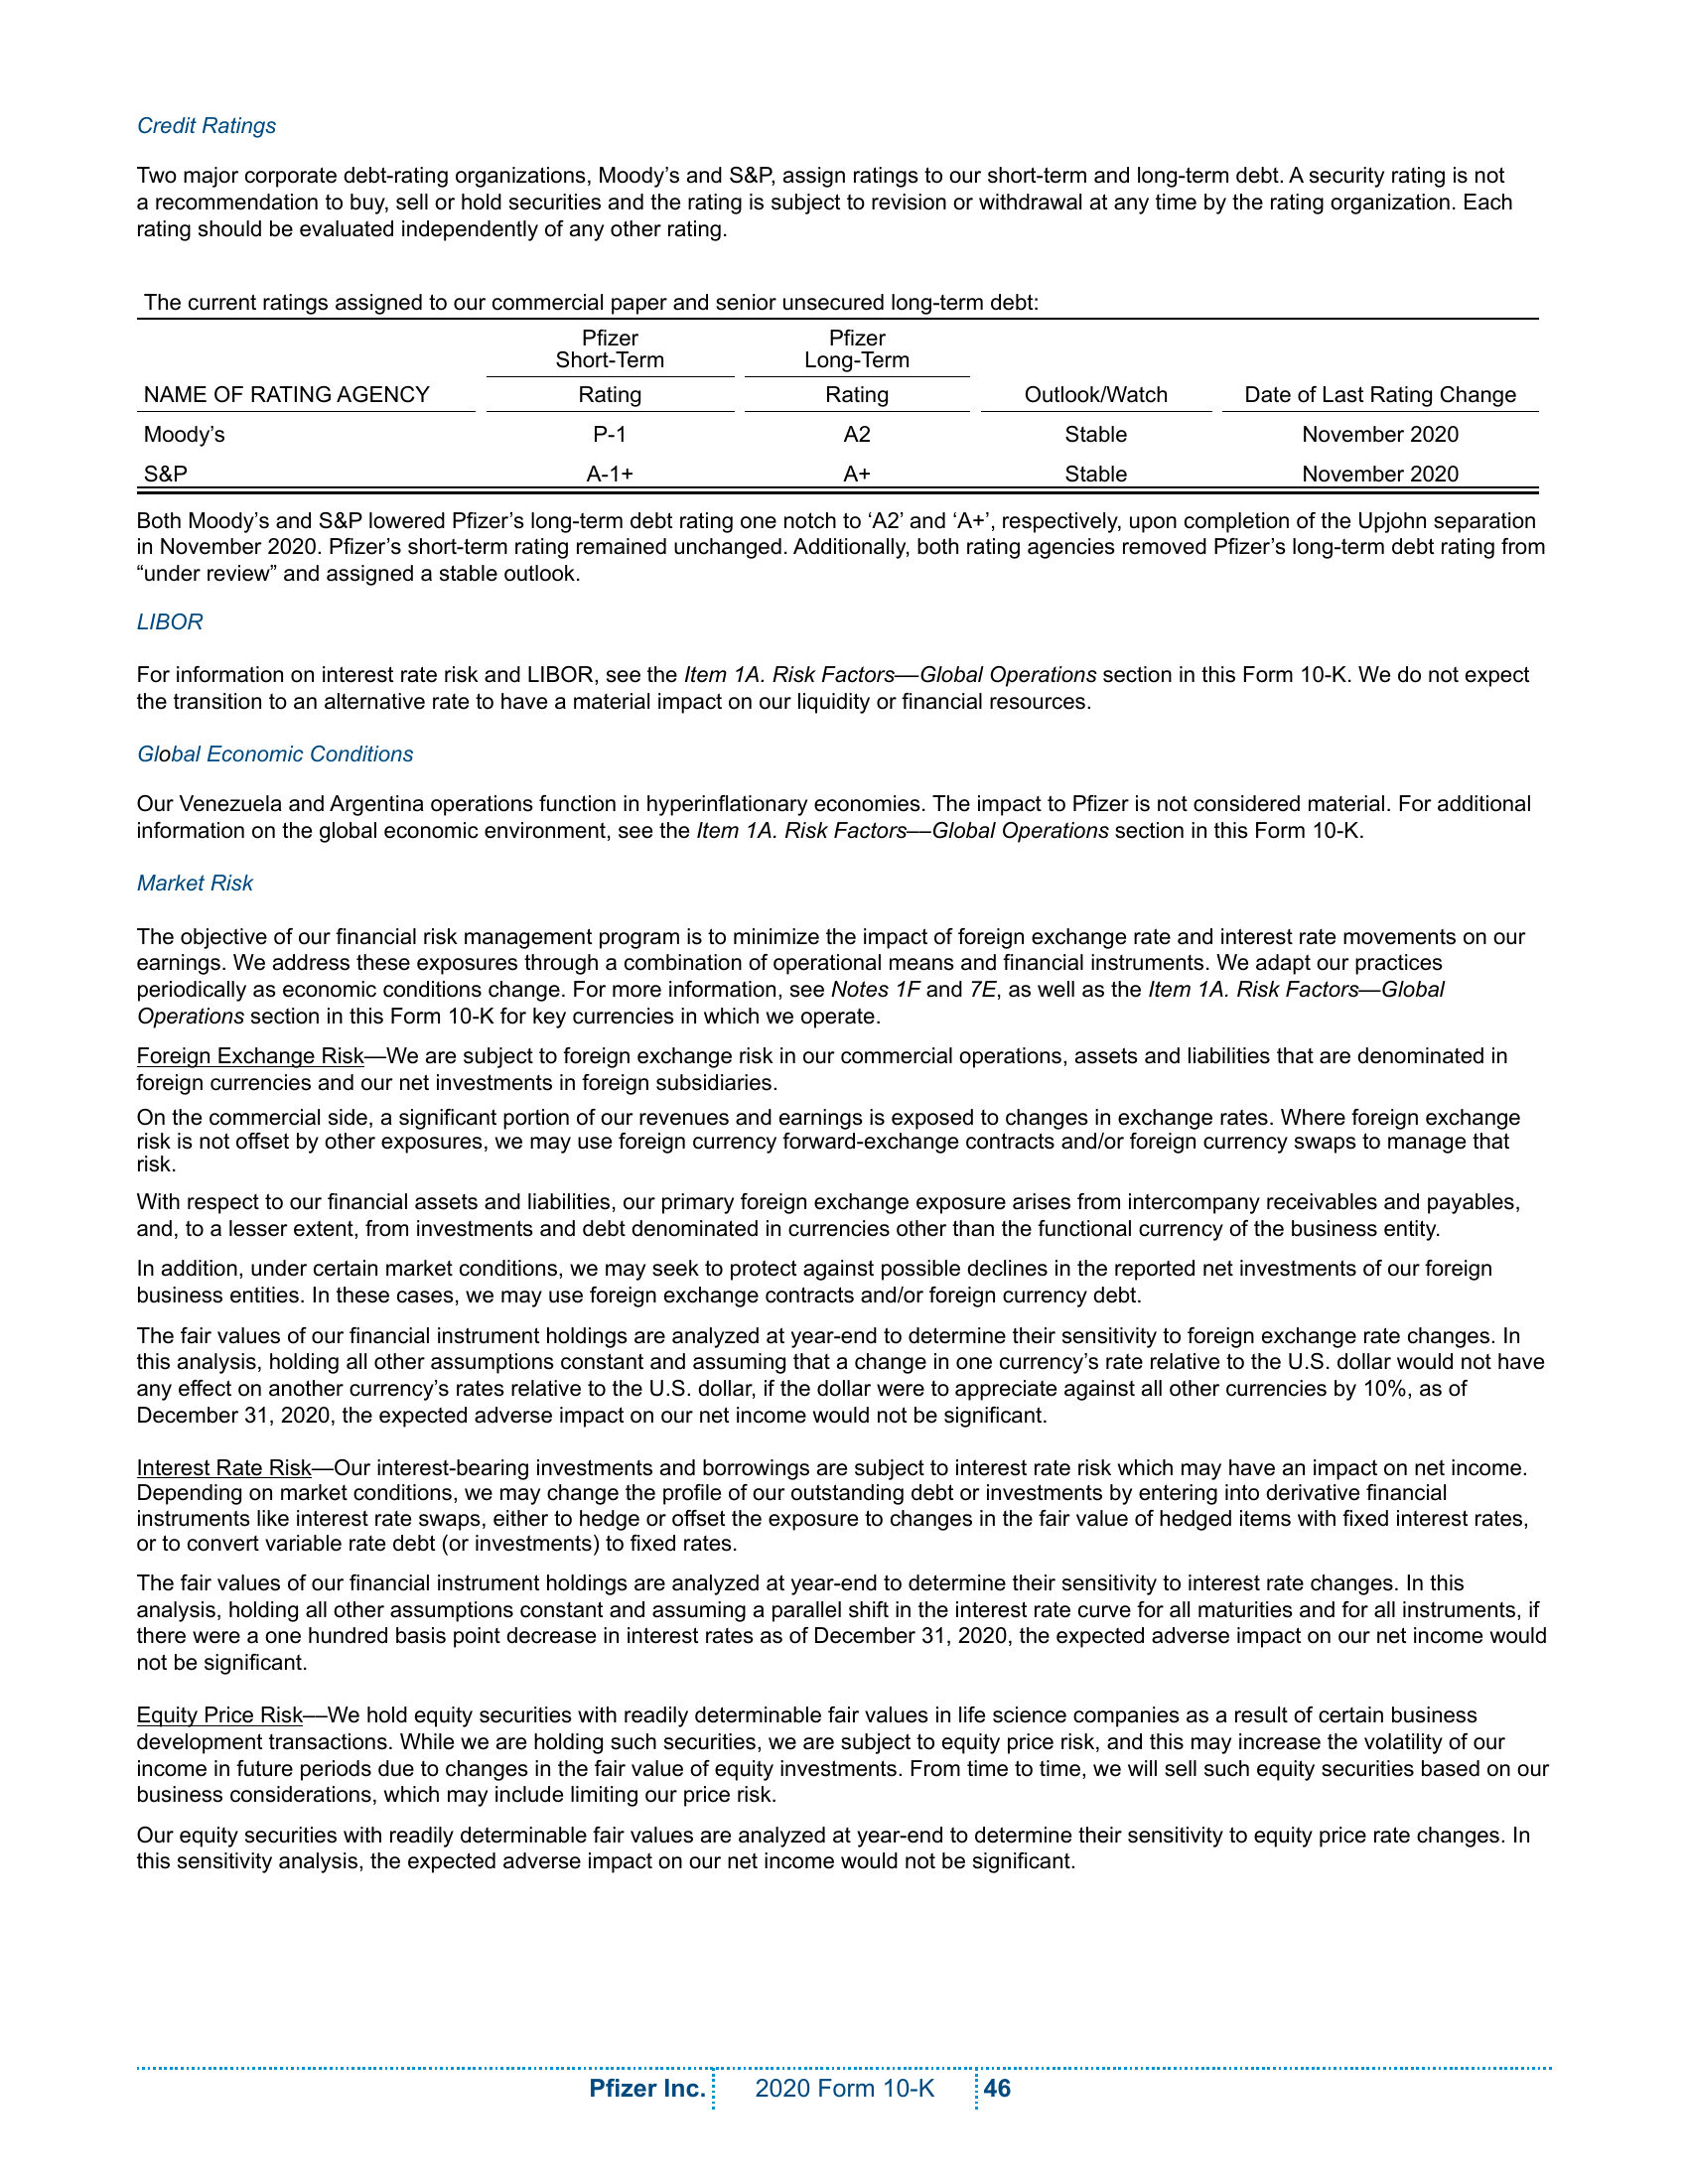 Credit Ratings
Two major corporate debt-rating organizations, Moody’s and S&P, assign ratings to our short-term and long-term debt. A security rating is not
a recommendation to buy, sell or hold securities and the rating is subject to revision or withdrawal at any time by the rating organization. Each
rating should be evaluated independently of any other rating.
The current ratings assigned to our commercial paper and senior unsecured long-term debt:
Pfizer Pfizer
Short-Term Long-Term
NAME OF RATING AGENCY Rating Rating Outlook/Watch Date of Last Rating Change
Moody’s P-1 A2 Stable November 2020
S&P A-1+ A+ Stable November 2020
Both Moody’s and S&P lowered Pfizer’s long-term debt rating one notch to ‘A2’ and ‘A+’, respectively, upon completion of the Upjohn separation
in November 2020. Pfizer’s short-term rating remained unchanged. Additionally, both rating agencies removed Pfizer’s long-term debt rating from
“under review” and assigned a stable outlook.
LIBOR
For information on interest rate risk and LIBOR, see the Item 1A. Risk Factors––Global Operations section in this Form 10-K. We do not expect
the transition to an alternative rate to have a material impact on our liquidity or financial resources.
Global Economic Conditions
Our Venezuela and Argentina operations function in hyperinflationary economies. The impact to Pfizer is not considered material. For additional
information on the global economic environment, see the Item 1A. Risk Factors––Global Operations section in this Form 10-K.
Market Risk
The objective of our financial risk management program is to minimize the impact of foreign exchange rate and interest rate movements on our
earnings. We address these exposures through a combination of operational means and financial instruments. We adapt our practices
periodically as economic conditions change. For more information, see Notes 1F and 7E, as well as the Item 1A. Risk Factors—Global
Operations section in this Form 10-K for key currencies in which we operate.
Foreign Exchange Risk—We are subject to foreign exchange risk in our commercial operations, assets and liabilities that are denominated in
foreign currencies and our net investments in foreign subsidiaries.
On the commercial side, a significant portion of our revenues and earnings is exposed to changes in exchange rates. Where foreign exchange
risk is not offset by other exposures, we may use foreign currency forward-exchange contracts and/or foreign currency swaps to manage that
risk.
With respect to our financial assets and liabilities, our primary foreign exchange exposure arises from intercompany receivables and payables,
and, to a lesser extent, from investments and debt denominated in currencies other than the functional currency of the business entity.
In addition, under certain market conditions, we may seek to protect against possible declines in the reported net investments of our foreign
business entities. In these cases, we may use foreign exchange contracts and/or foreign currency debt.
The fair values of our financial instrument holdings are analyzed at year-end to determine their sensitivity to foreign exchange rate changes. In
this analysis, holding all other assumptions constant and assuming that a change in one currency’s rate relative to the U.S. dollar would not have
any effect on another currency’s rates relative to the U.S. dollar, if the dollar were to appreciate against all other currencies by 10%, as of
December 31, 2020, the expected adverse impact on our net income would not be significant.
Interest Rate Risk—Our interest-bearing investments and borrowings are subject to interest rate risk which may have an impact on net income.
Depending on market conditions, we may change the profile of our outstanding debt or investments by entering into derivative financial
instruments like interest rate swaps, either to hedge or offset the exposure to changes in the fair value of hedged items with fixed interest rates,
or to convert variable rate debt (or investments) to fixed rates.
The fair values of our financial instrument holdings are analyzed at year-end to determine their sensitivity to interest rate changes. In this
analysis, holding all other assumptions constant and assuming a parallel shift in the interest rate curve for all maturities and for all instruments, if
there were a one hundred basis point decrease in interest rates as of December 31, 2020, the expected adverse impact on our net income would
not be significant.
Equity Price Risk––We hold equity securities with readily determinable fair values in life science companies as a result of certain business
development transactions. While we are holding such securities, we are subject to equity price risk, and this may increase the volatility of our
income in future periods due to changes in the fair value of equity investments. From time to time, we will sell such equity securities based on our
business considerations, which may include limiting our price risk.
Our equity securities with readily determinable fair values are analyzed at year-end to determine their sensitivity to equity price rate changes. In
this sensitivity analysis, the expected adverse impact on our net income would not be significant.
Pfizer Inc. 2020 Form 10-K 46